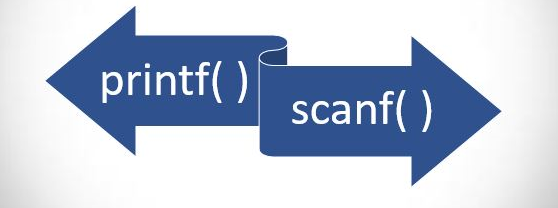 printf( )
scanf( )